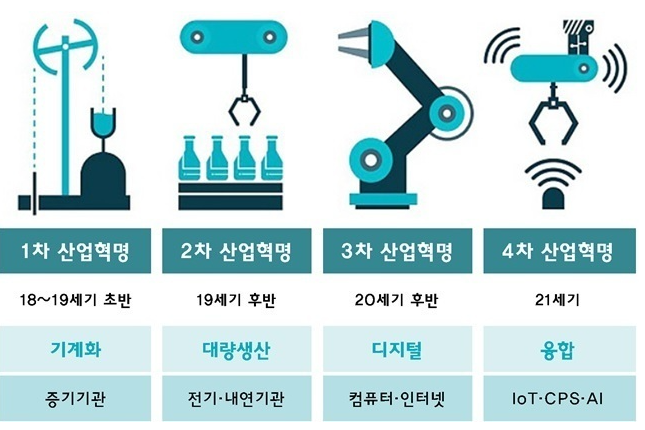 1차 산업혁명
2차 산업혁명
3차 산업혁명
4차 산업혁명
18~19세기 초반
19세기 후반
20세기 후반
21세기
기계화
대량생산
디지털
융합
증기기관
전기·내연기관
컴퓨터·인터넷
IoT·CPS·AI